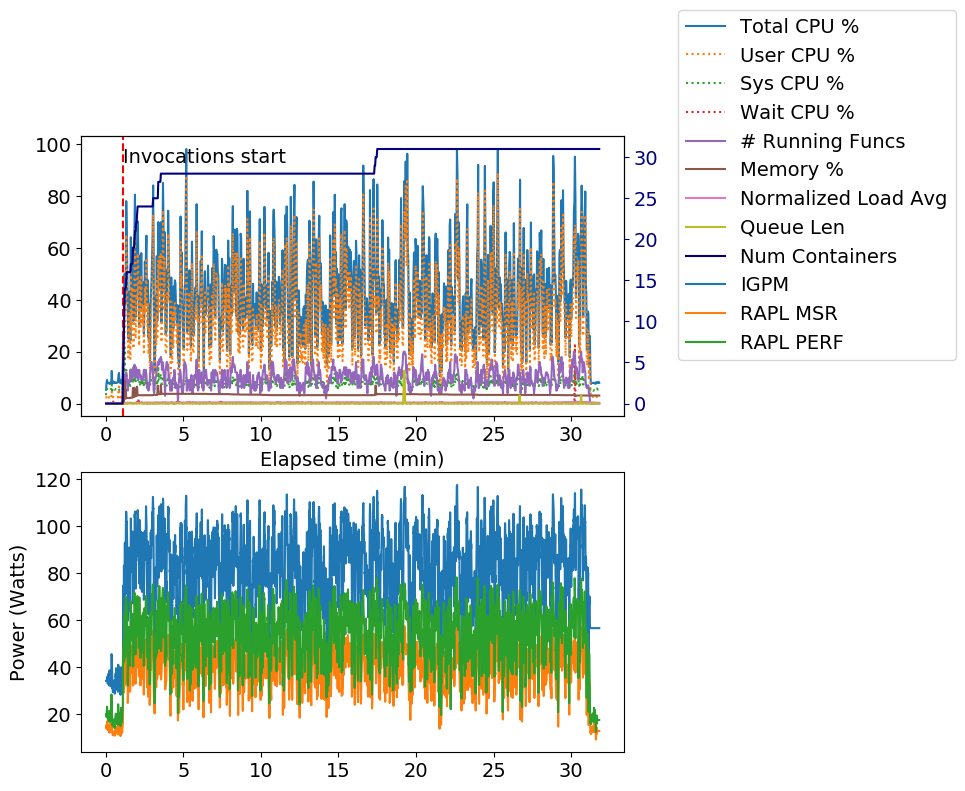 Total CPU %
User CPU %
Sys CPU %
Wait CPU %
# Running Funcs
Memory %
Normalized Load Avg
Queue Len
Num Containers
IGPM
RAPL MSR
RAPL PERF
Invocations start
100
80
60
40
20
0
30
25
20
15
10
5
0
0 5 10 15 20 25 30
Elapsed time (min)
Power (Watts)
120
100
80
60
40
20
0 5 10 15 20 25 30